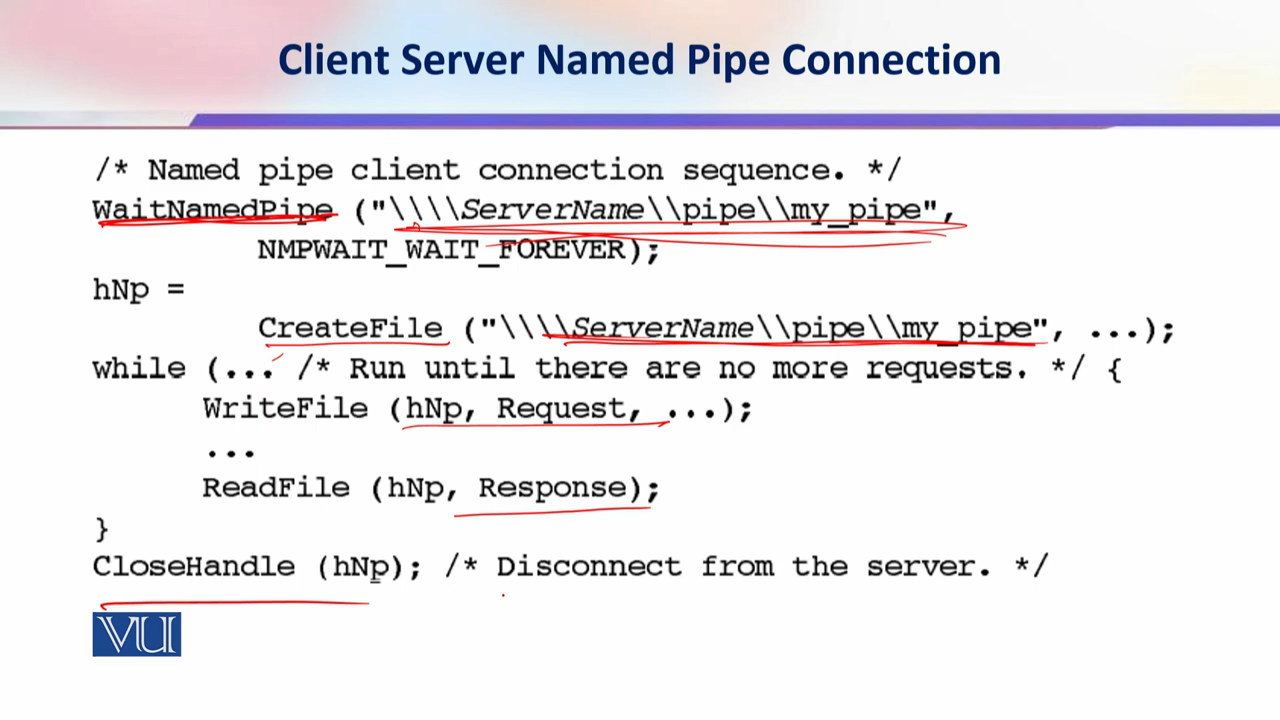 Client Server Named Pipe Connection
/* Named pipe client connection sequence. */
WaitNamedPipe ("\\\\ServerName\\pipe\\my_pipe",
NMPWAIT_WAIT_FOREVER);
hNp =
CreateFile ("\\\\ServerName\\pipe\\my_pipe", ...);
while (... /* Run until there are no more requests. */ {
WriteFile (hNp, Request, ...);
...
ReadFile (hNp, Response);
}
CloseHandle (hNp); /* Disconnect from the server. */
VU